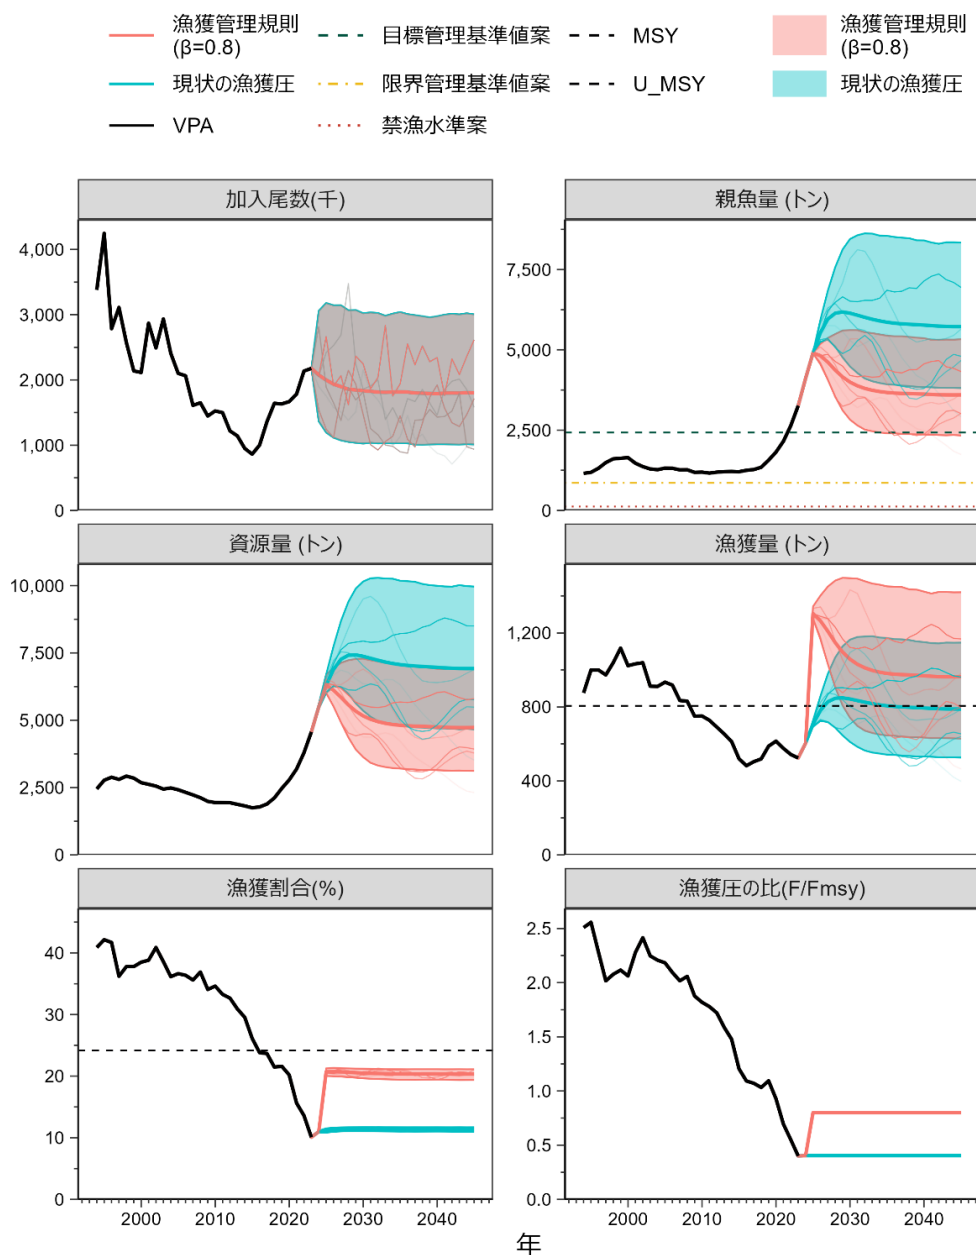 漁獲管理規則
(β=0.8)
目標管理基準値案
MSY
漁獲管理規則
(β=0.8)
現状の漁獲圧
限界管理基準値案
U_MSY
現状の漁獲圧
VPA
禁漁水準案
加入尾数(千)
4,000
3,000
2,000
1,000
0
親魚量 (トン)
7,500
5,000
2,500
0
資源量 (トン)
10,000
7,500
5,000
2,500
0
漁獲量 (トン)
1,200
800
400
0
漁獲割合(%)
40
30
20
10
0
2000 2010 2020 2030 2040
漁獲圧の比(F/Fmsy)
2.5
2.0
1.5
1.0
0.5
0.0
2000 2010 2020 2030 2040
年